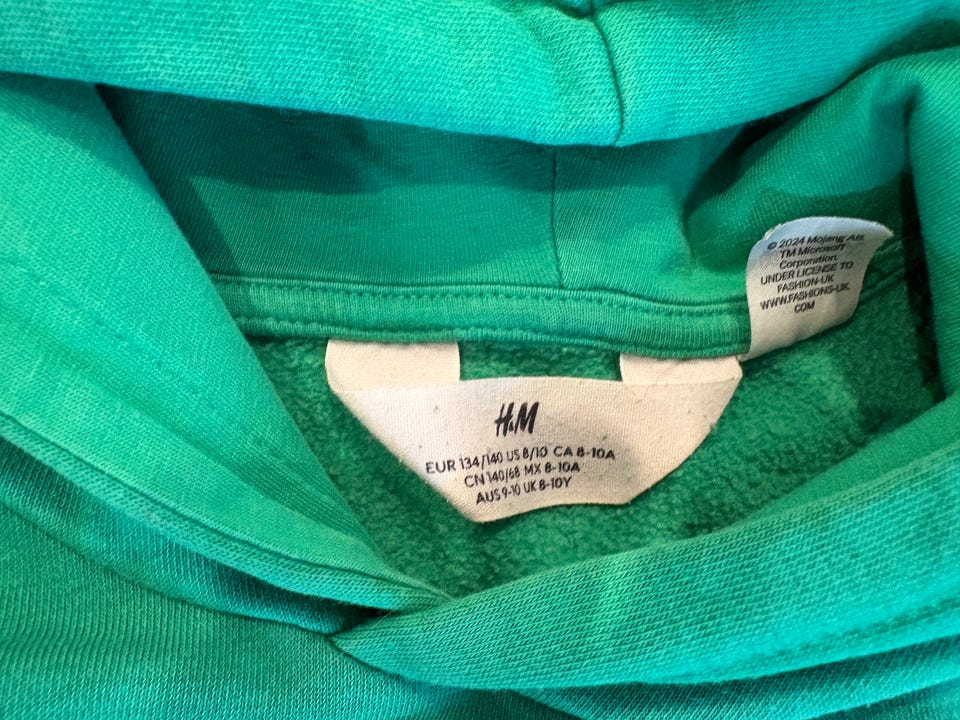 H&M
EUR 134/140 US 8/10 CA 8-10A
CN 140/68 MX 8-10A
AUS 9-10 UK 8-10Y
© 2024 Mojang AB.
TM Microsoft
Corporation.
UNDER LICENSE TO
FASHION-UK
WWW.FASHIONS-UK.
COM